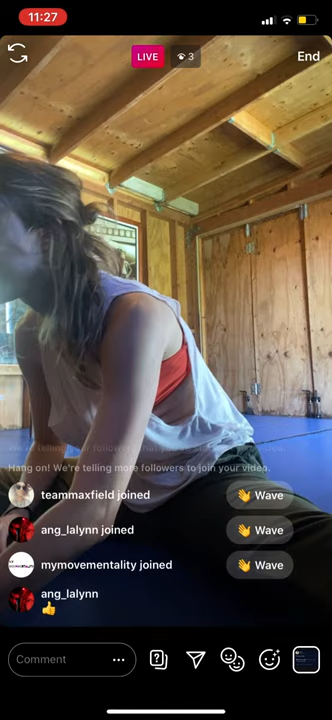 11:27
LIVE
3
End
Hang on! We're telling more followers to join your video.
teammaxfield joined
Wave
ang_lalynn joined
Wave
mymovementality joined
Wave
ang_lalynn
👍
Comment